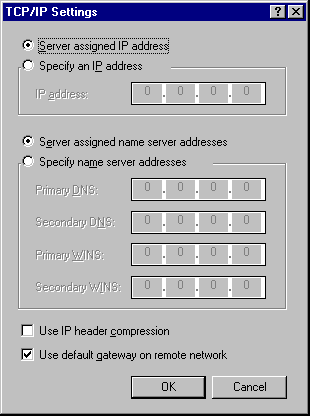 TCP/IP Settings
Server assigned IP address
Specify an IP address
IP address: 0 . 0 . 0 . 0
Server assigned name server addresses
Specify name server addresses
Primary DNS: 0 . 0 . 0 . 0
Secondary DNS: 0 . 0 . 0 . 0
Primary WINS: 0 . 0 . 0 . 0
Secondary WINS: 0 . 0 . 0 . 0
Use IP header compression
Use default gateway on remote network
OK Cancel